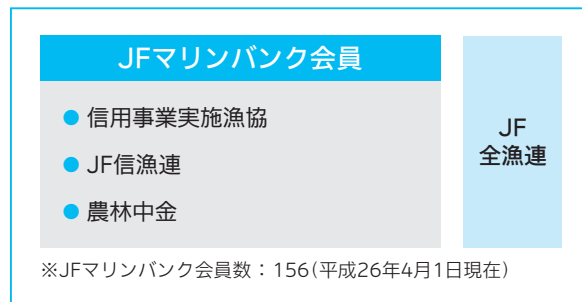 JFマリンバンク会員
● 信用事業実施漁協
● JF信漁連
● 農林中金
JF
全漁連
※JFマリンバンク会員数：156(平成26年4月1日現在)